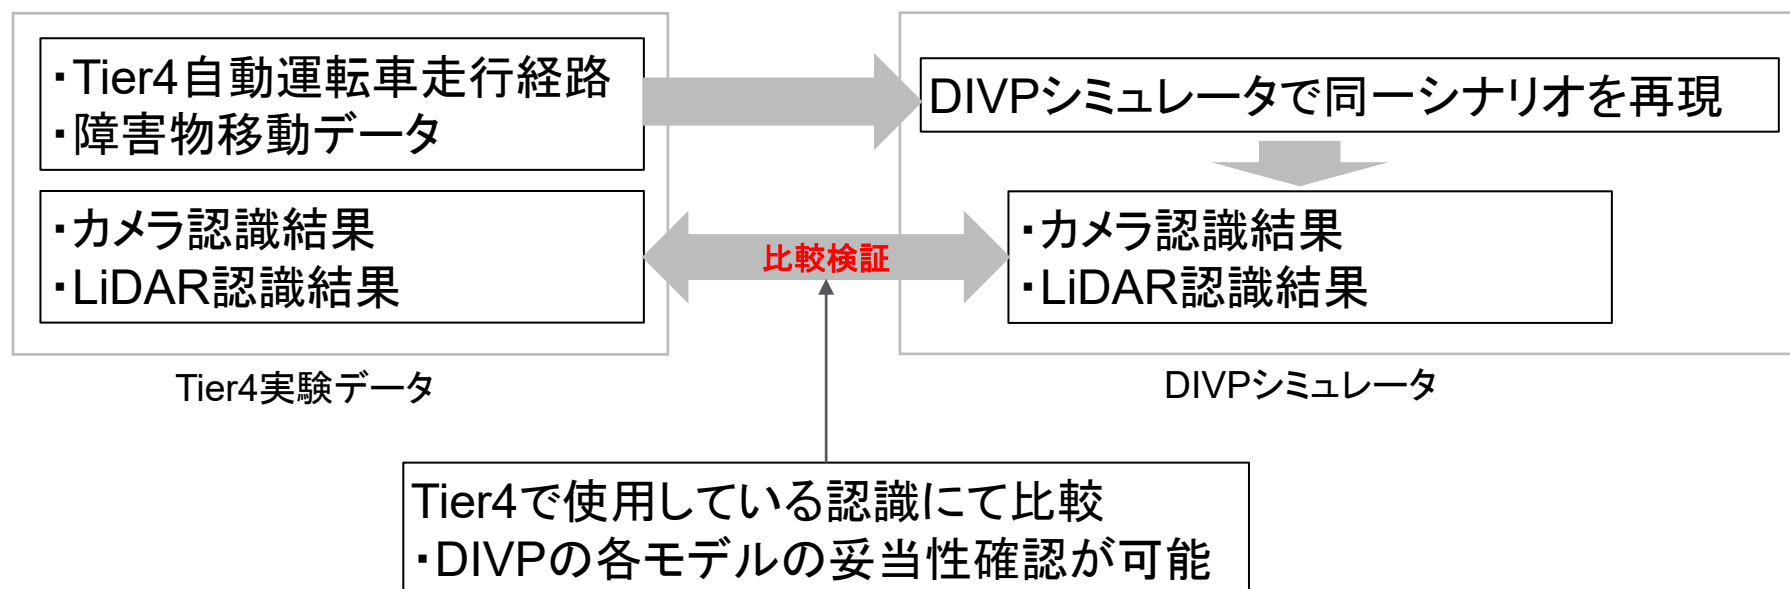 ・Tier4自動運転車走行経路
・障害物移動データ
DIVPシミュレータで同一シナリオを再現
・カメラ認識結果
・LiDAR認識結果
比較検証
・カメラ認識結果
・LiDAR認識結果
Tier4実験データ
DIVPシミュレータ
Tier4で使用している認識にて比較
・DIVPの各モデルの妥当性確認が可能